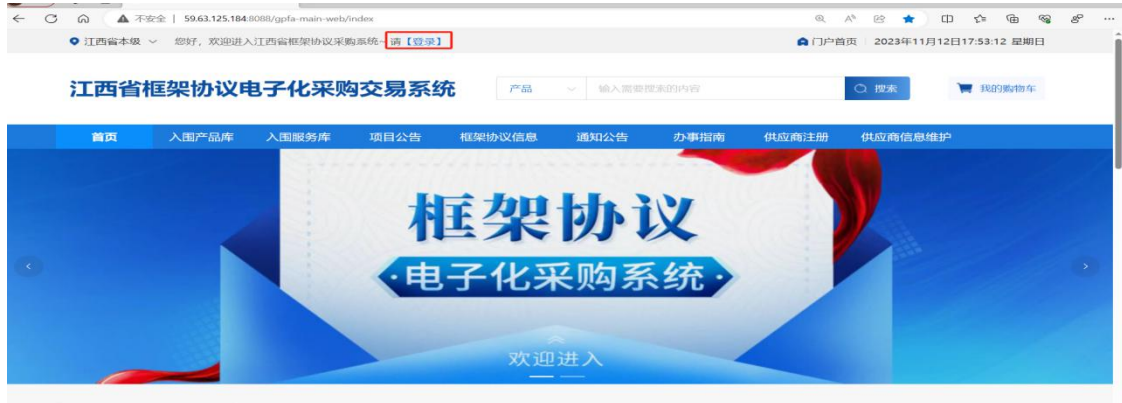 不安全 | 59.63.125.184:8088/gpfa-main-web/index
江西省本级 您好，欢迎进入江西省框架协议采购系统~ 请【登录】 门户首页 2023年11月12日17:53:12 星期日
江西省框架协议电子化采购交易系统 产品 输入需要搜索的内容 搜索 我的购物车
首页 入围产品库 入围服务库 项目公告 框架协议信息 通知公告 办事指南 供应商注册 供应商信息维护
框架协议
·电子化采购系统·
欢迎进入